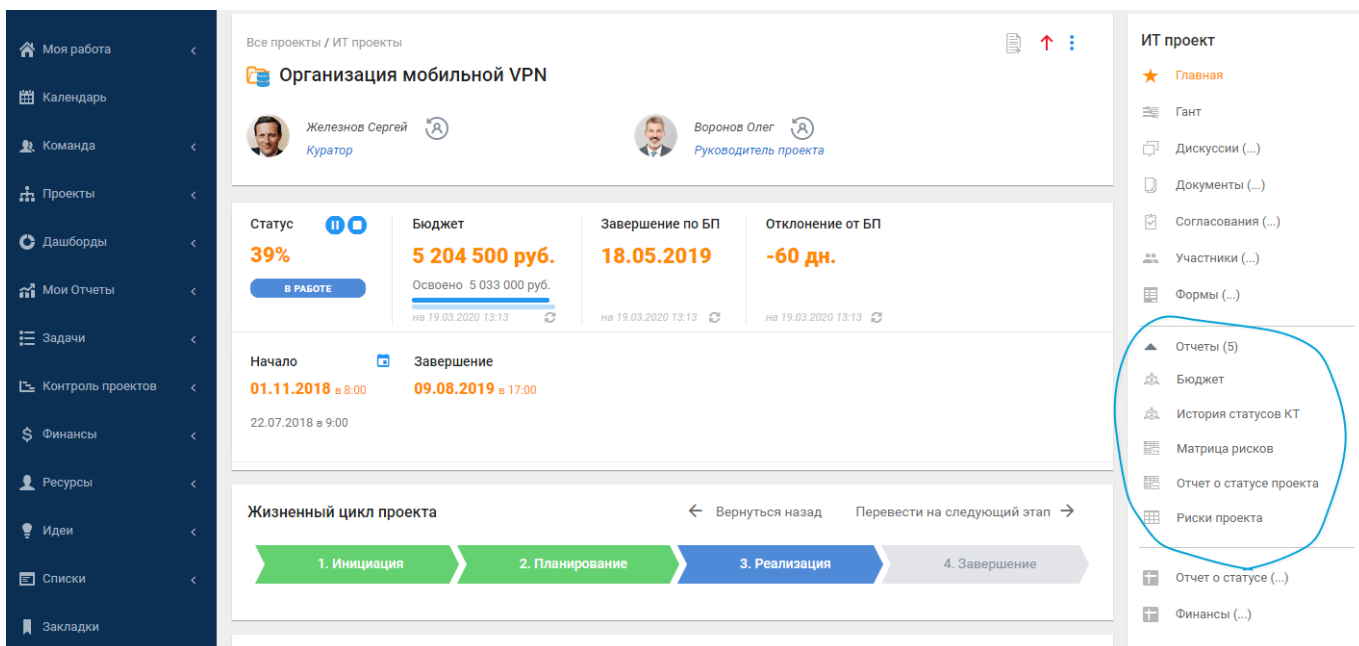 Моя работа
Календарь
Команда
Проекты
Дашборды
Мои Отчеты
Задачи
Контроль проектов
Финансы
Ресурсы
Идеи
Списки
Закладки
Все проекты / ИТ проекты
Организация мобильной VPN
Железнов Сергей
Куратор
Воронов Олег
Руководитель проекта
Статус
39%
В РАБОТЕ
Бюджет
5 204 500 руб.
Освоено 5 033 000 руб.
на 19.03.2020 13:13
Завершение по БП
18.05.2019
на 19.03.2020 13:13
Отклонение от БП
-60 дн.
на 19.03.2020 13:13
Начало
01.11.2018 в 8:00
22.07.2018 в 9:00
Завершение
09.08.2019 в 17:00
Жизненный цикл проекта
Вернуться назад
Перевести на следующий этап
1. Инициация
2. Планирование
3. Реализация
4. Завершение
ИТ проект
Главная
Гант
Дискуссии (...)
Документы (...)
Согласования (...)
Участники (...)
Формы (...)
Отчеты (5)
Бюджет
История статусов КТ
Матрица рисков
Отчет о статусе проекта
Риски проекта
Отчет о статусе (...)
Финансы (...)